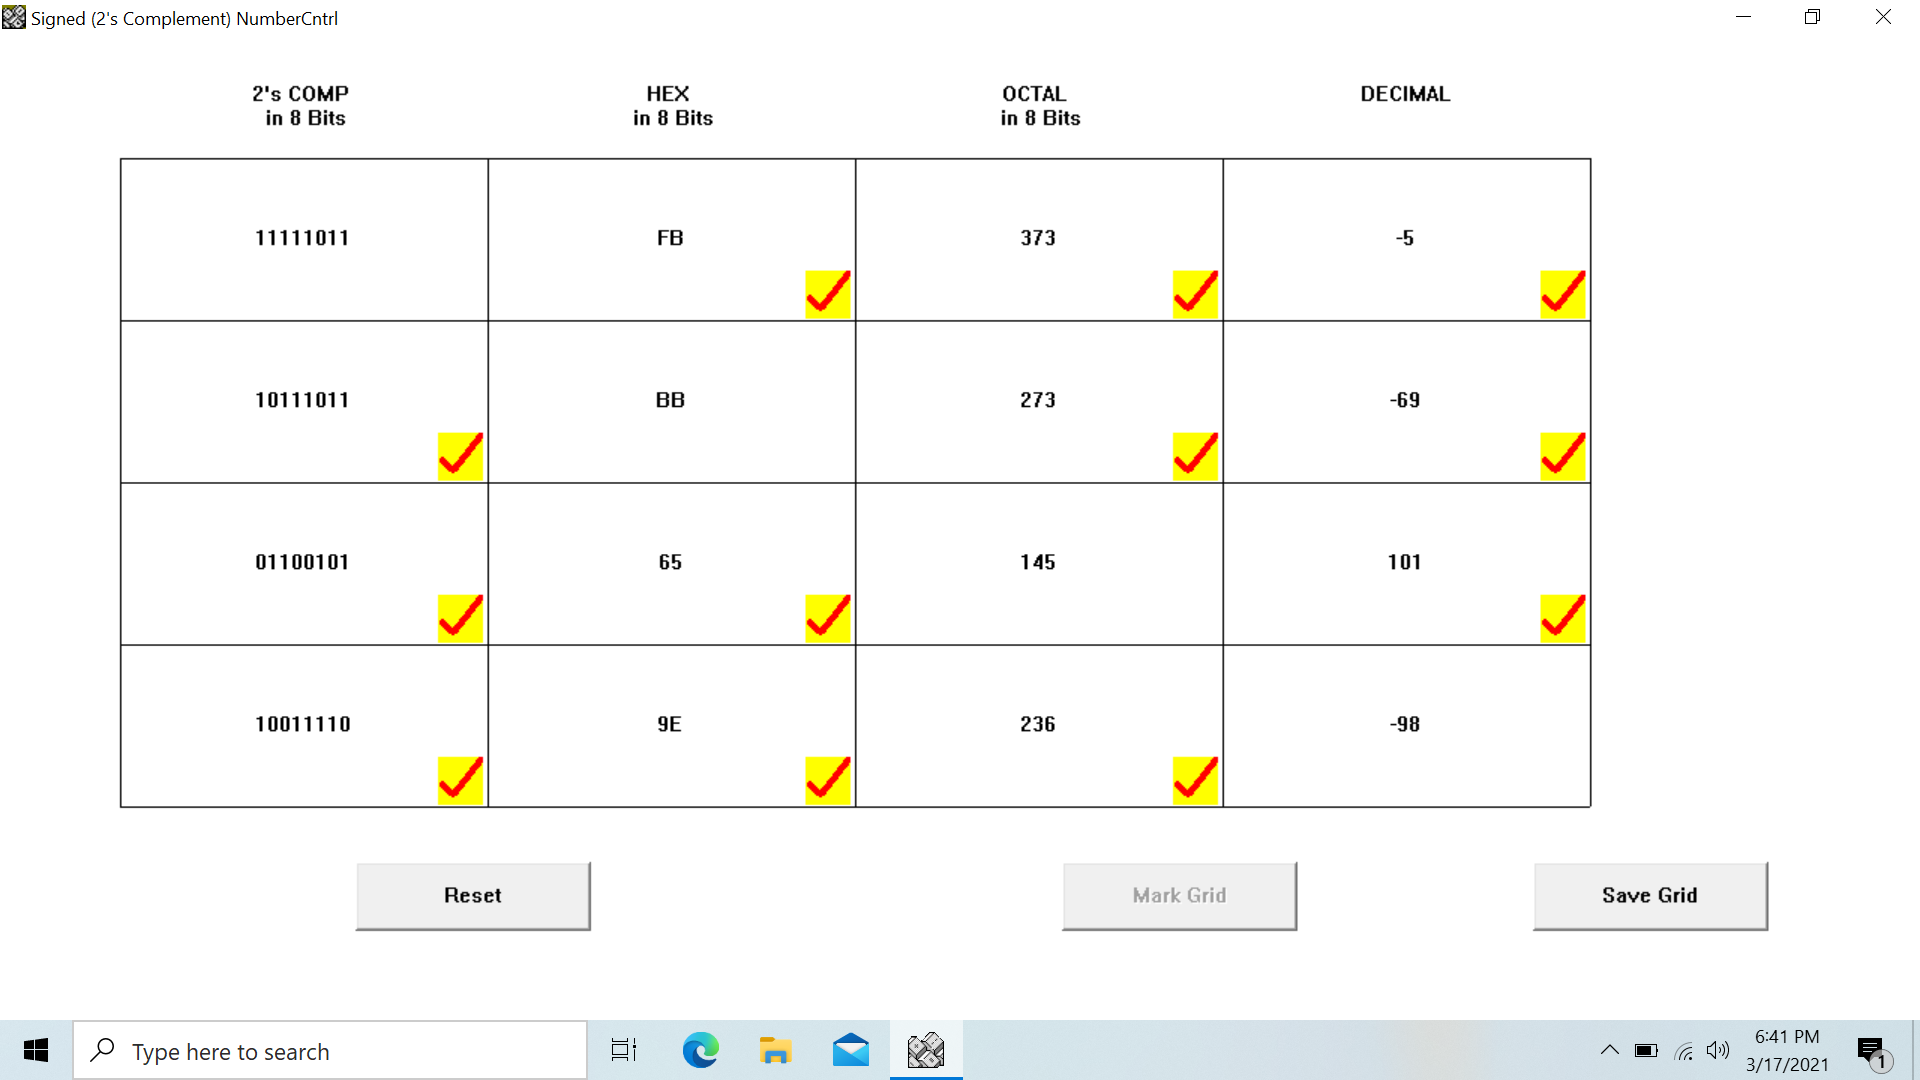 Signed (2's Complement) NumberCntrl
2's COMP
in 8 Bits
HEX
in 8 Bits
OCTAL
in 8 Bits
DECIMAL
11111011
FB
373
-5
10111011
BB
273
-69
01100101
65
145
101
10011110
9E
236
-98
Reset
Mark Grid
Save Grid
Type here to search
6:41 PM
3/17/2021
1